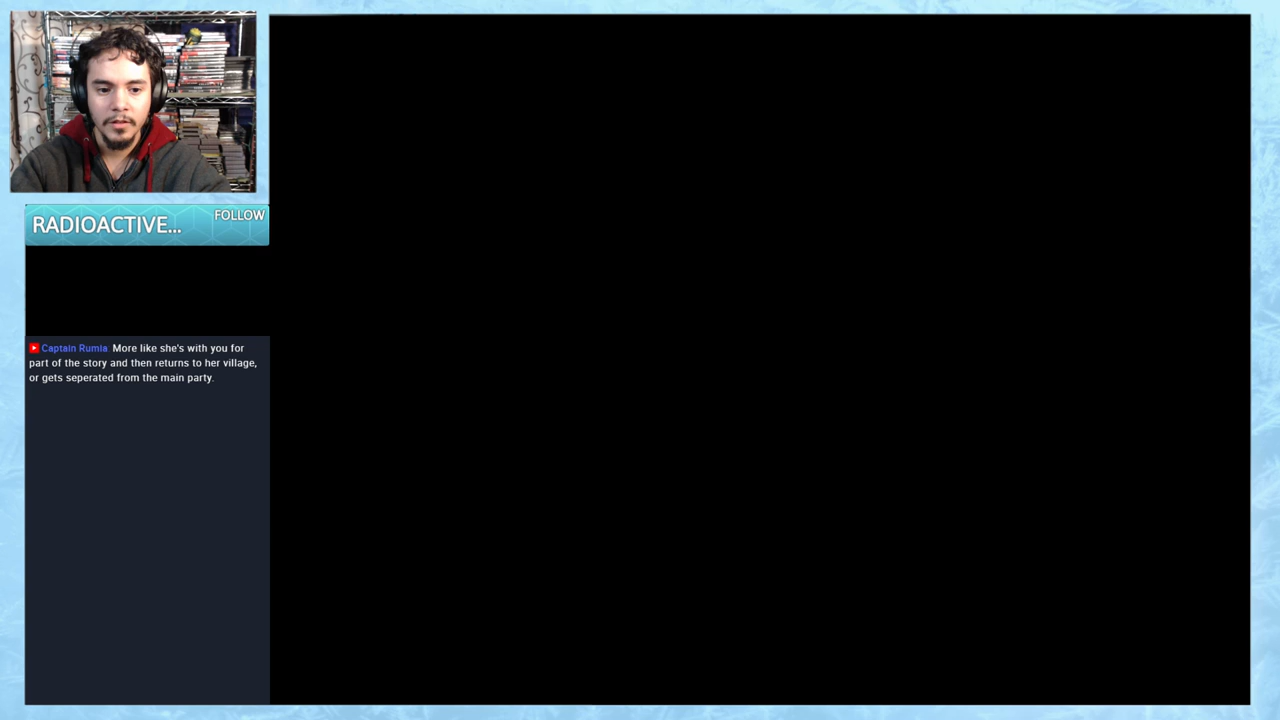 RADIOACTIVE...
FOLLOW
Captain Rumia: More like she's with you for
part of the story and then returns to her village,
or gets seperated from the main party.